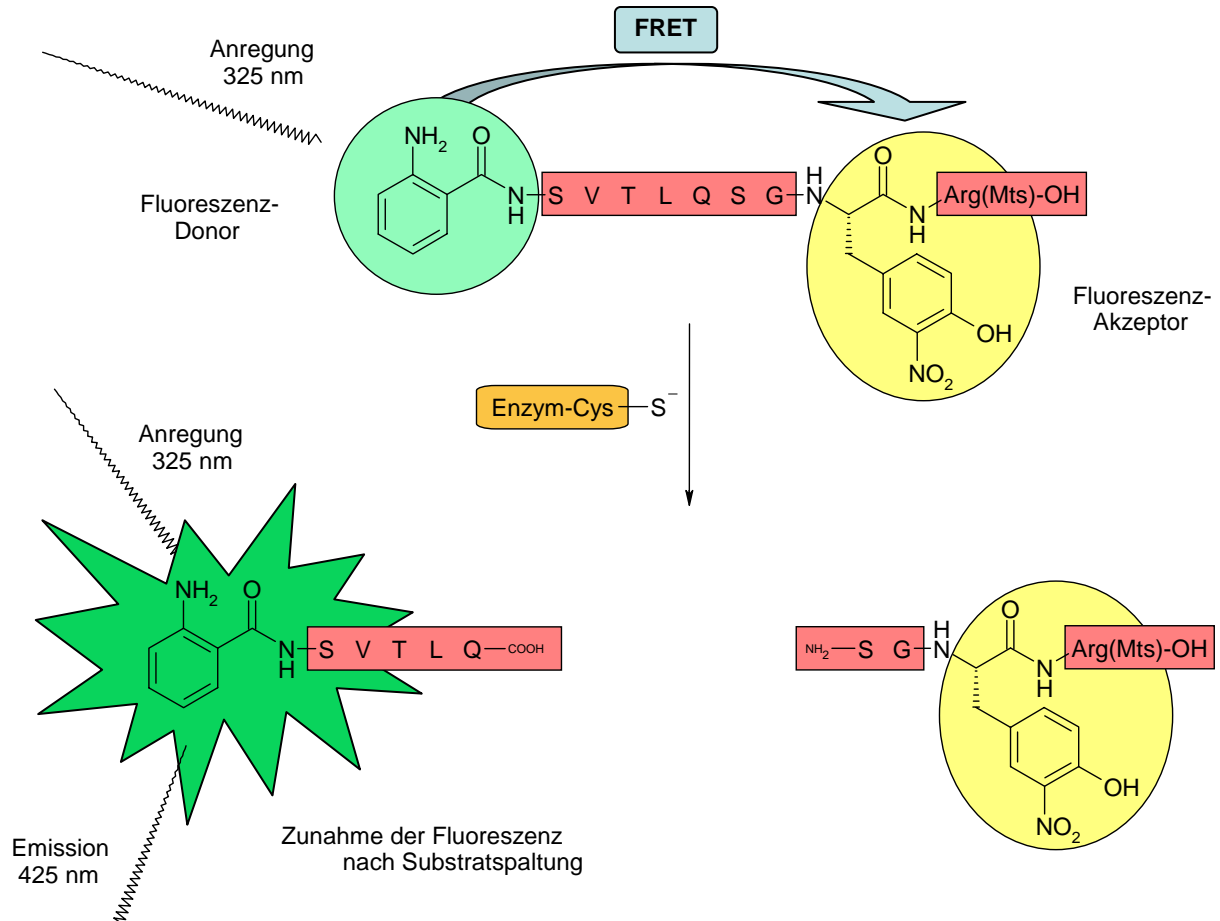 FRET
Anregung
325 nm
NH2
O
N
H
S V T L Q S G
H
N
O
N
H
Arg(Mts)-OH
OH
NO2
Fluoreszenz-
Donor
Fluoreszenz-
Akzeptor
Enzym-Cys S−
Anregung
325 nm
NH2
O
N
H
S V T L Q COOH
NH2 S G
H
N
O
N
H
Arg(Mts)-OH
OH
NO2
Emission
425 nm
Zunahme der Fluoreszenz
nach Substratspaltung